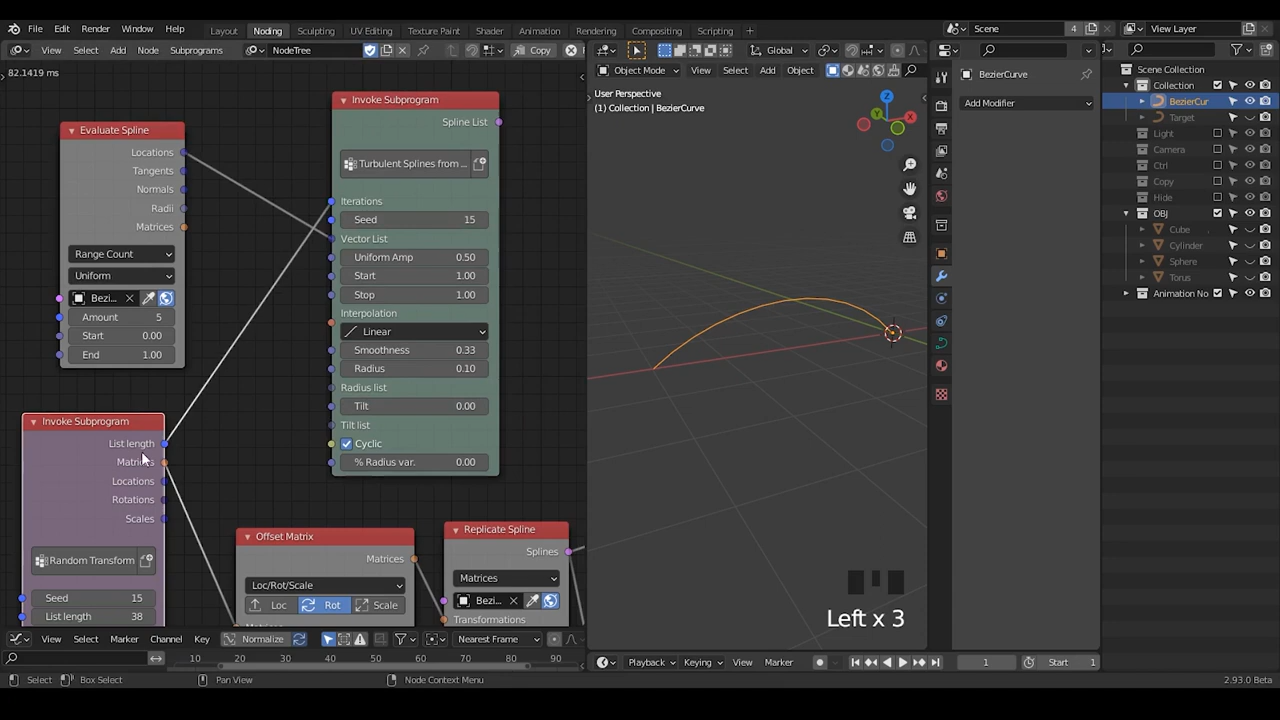 File Edit Render Window Help Layout Noding Sculpting UV Editing Texture Paint Shader Animation Rendering Compositing Scripting Scene 4 View Layer
View Select Add Node Subprograms NodeTree Copy Global
Object Mode View Select Add Object
82.1419 ms
User Perspective
(1) Collection | BezierCurve
BezierCurve
Add Modifier
Scene Collection
Collection
BezierCur
Target
Light
Camera
Ctrl
Copy
Hide
OBJ
Cube
Cylinder
Sphere
Torus
Animation No
Evaluate Spline
Locations
Tangents
Normals
Radii
Matrices
Range Count
Uniform
Bezi...
Amount 5
Start 0.00
End 1.00
Invoke Subprogram
Spline List
Turbulent Splines from ...
Iterations
Seed 15
Vector List
Uniform Amp 0.50
Start 1.00
Stop 1.00
Interpolation
Linear
Smoothness 0.33
Radius 0.10
Radius list
Tilt 0.00
Tilt list
Cyclic
% Radius var. 0.00
Invoke Subprogram
List length
Matrices
Locations
Rotations
Scales
Random Transform
Seed 15
List length 38
Offset Matrix
Matrices
Loc/Rot/Scale
Loc Rot Scale
Replicate Spline
Splines
Matrices
Bezi...
Transformations
Left x 3
View Select Marker Channel Key Normalize Nearest Frame
10 20 30 40 50 60 70 80 90
Playback Keying View Marker 1 Start 1
Select Box Select Pan View Node Context Menu 2.93.0 Beta